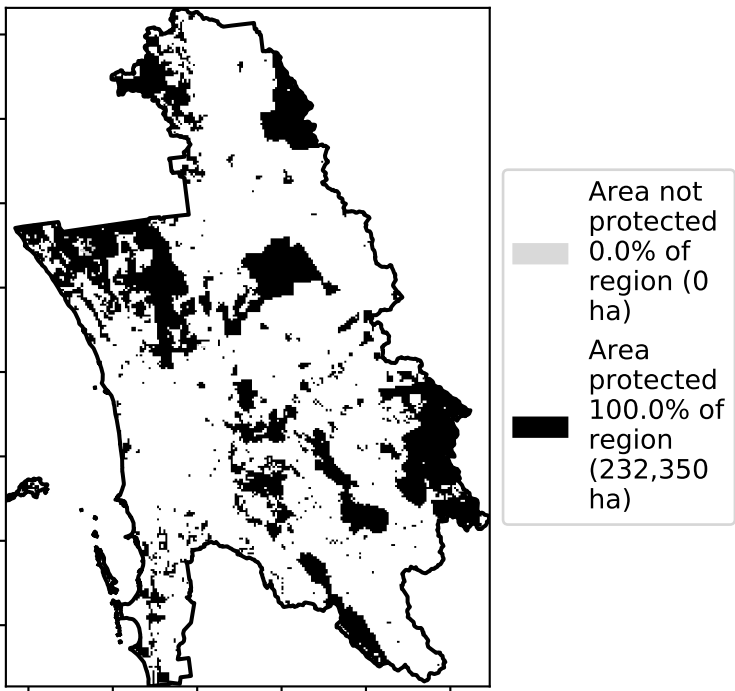 Area not
protected
0.0% of
region (0
ha)
Area
protected
100.0% of
region
(232,350
ha)